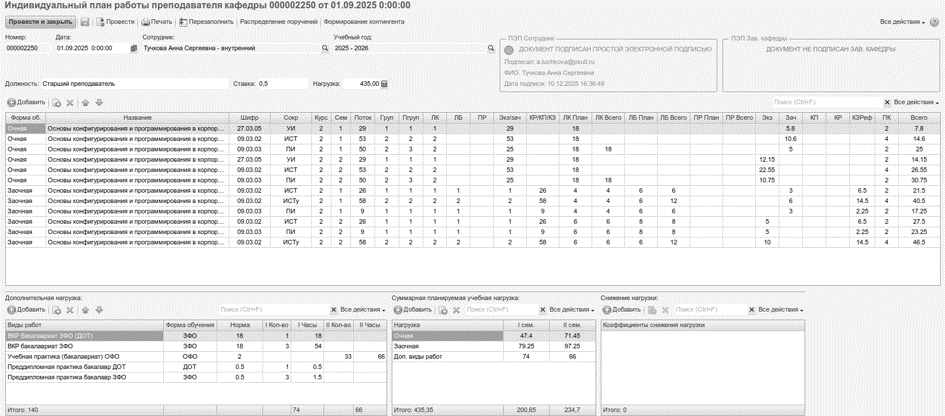 Индивидуальный план работы преподавателя кафедры 000002250 от 01.09.2025 0:00:00
Провести и закрыть Провести Печать Перезаполнить Распределение поручений Формирование контингента Все действия
Номер: Дата: Сотрудник: Учебный год:
000002250 01.09.2025 0:00:00 Тучкова Анна Сергеевна - внутренний 2025 - 2026
ПЭП Сотрудник
ДОКУМЕНТ ПОДПИСАН ПРОСТОЙ ЭЛЕКТРОННОЙ ПОДПИСЬЮ
Подписан: a.tuchkova@psuti.ru
ФИО: Тучкова Анна Сергеевна
Дата подписи: 10.12.2025 16:36:49
ПЭП Зав. кафедры
ДОКУМЕНТ НЕ ПОДПИСАН ЗАВ. КАФЕДРЫ
Должность: Старший преподаватель Ставка: 0,5 Нагрузка: 435,00
Добавить Поиск (Ctrl+F) Все действия
Форма об. Название Шифр Сокр Курс Сем Поток Груп Пгруп ЛК ЛБ ПР Экз/зач КР/КП/КЗ ЛК План ЛК Всего ЛБ План ЛБ Всего ПР План ПР Всего Экз Зач КП КР КЗРеф ПК Всего
Очная Основы конфигурирования и программирования в корпор... 27.03.05 УИ 2 1 29 1 1 1 29 18 5.8 2 7.8
Очная Основы конфигурирования и программирования в корпор... 09.03.02 ИСТ 2 1 53 2 2 2 53 18 10.6 4 14.6
Очная Основы конфигурирования и программирования в корпор... 09.03.03 ПИ 2 1 50 2 3 2 25 18 18 5 2 25
Очная Основы конфигурирования и программирования в корпор... 27.03.05 УИ 2 2 29 1 1 1 29 18 12.15 2 14.15
Очная Основы конфигурирования и программирования в корпор... 09.03.02 ИСТ 2 2 53 2 2 2 53 18 22.55 4 26.55
Очная Основы конфигурирования и программирования в корпор... 09.03.03 ПИ 2 2 50 2 3 2 25 18 18 10.75 2 30.75
Заочная Основы конфигурирования и программирования в корпор... 09.03.02 ИСТ 2 1 26 1 1 1 1 1 26 4 4 6 6 3 6.5 2 21.5
Заочная Основы конфигурирования и программирования в корпор... 09.03.02 ИСТу 2 1 58 2 2 2 2 2 58 4 4 6 12 6 14.5 4 40.5
Заочная Основы конфигурирования и программирования в корпор... 09.03.03 ПИ 2 1 9 1 1 1 1 1 9 4 4 6 6 3 2.25 2 17.25
Заочная Основы конфигурирования и программирования в корпор... 09.03.02 ИСТ 2 2 26 1 1 1 1 1 26 6 6 8 8 5 6.5 2 27.5
Заочная Основы конфигурирования и программирования в корпор... 09.03.03 ПИ 2 2 9 1 1 1 1 1 9 6 6 8 8 5 2.25 2 23.25
Заочная Основы конфигурирования и программирования в корпор... 09.03.02 ИСТу 2 2 58 2 2 2 2 2 58 6 6 6 12 10 14.5 4 46.5
Дополнительная нагрузка:
Добавить Поиск (Ctrl+F) Все действия
Виды работ Форма обучения Норма I Кол-во I Часы II Кол-во II Часы
ВКР бакалавриат ЗФО (ДОТ) ЗФО 18 1 18
ВКР бакалавриат ЗФО ЗФО 18 3 54
Учебная практика (бакалавриат) ОФО ОФО 2 33 66
Преддипломная практика бакалавр ДОТ ДОТ 0.5 1 0.5
Преддипломная практика бакалавр ЗФО ЗФО 0.5 3 1.5
Итого: 140 74 66
Суммарная планируемая учебная нагрузка:
Добавить Поиск (Ctrl+F) Все действия
Нагрузка I сем. II сем.
Очная 47.4 71.45
Заочная 79.25 97.25
Доп. виды работ 74 66
Итого: 435,35 200,65 234,7
Снижение нагрузки:
Добавить Поиск (Ctrl+F) Все действия
Коэффициенты снижения нагрузки
Итого: 0